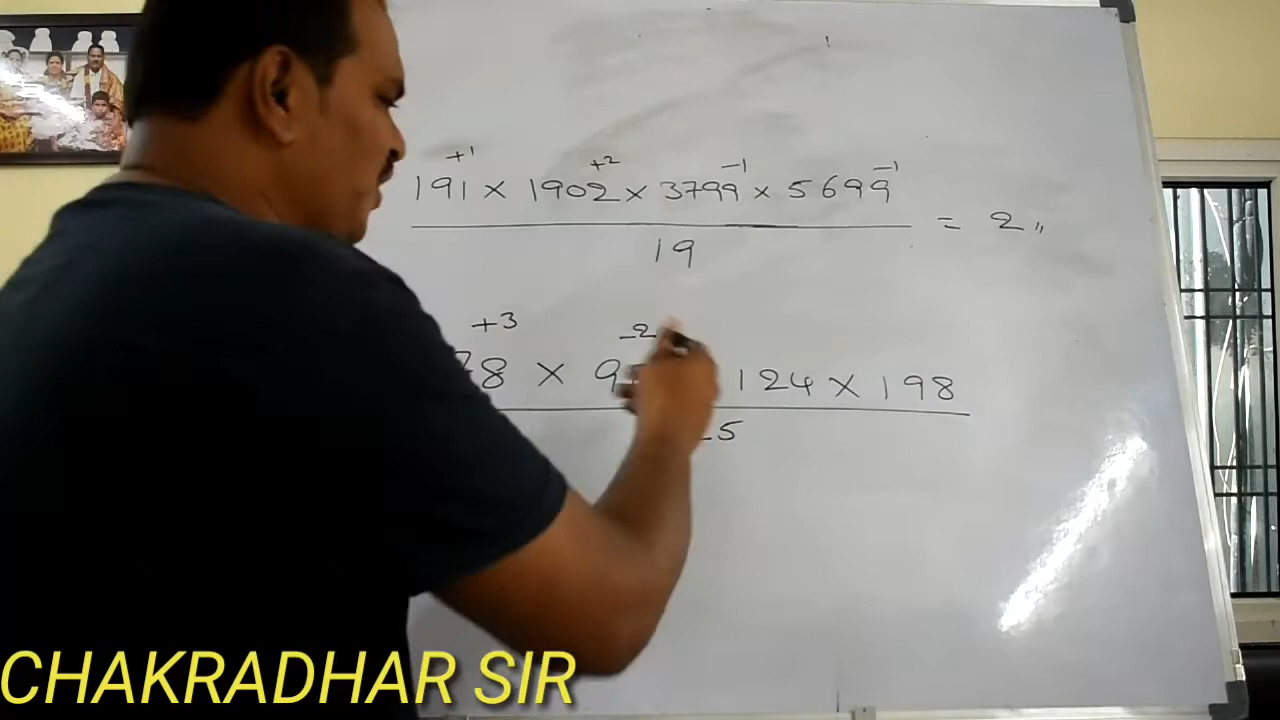 +1 +2 -1 -1
191 × 1902 × 3799 × 5699
19
= 2,,
+3 -2
8 × 9 124 × 198
5
CHAKRADHAR SIR